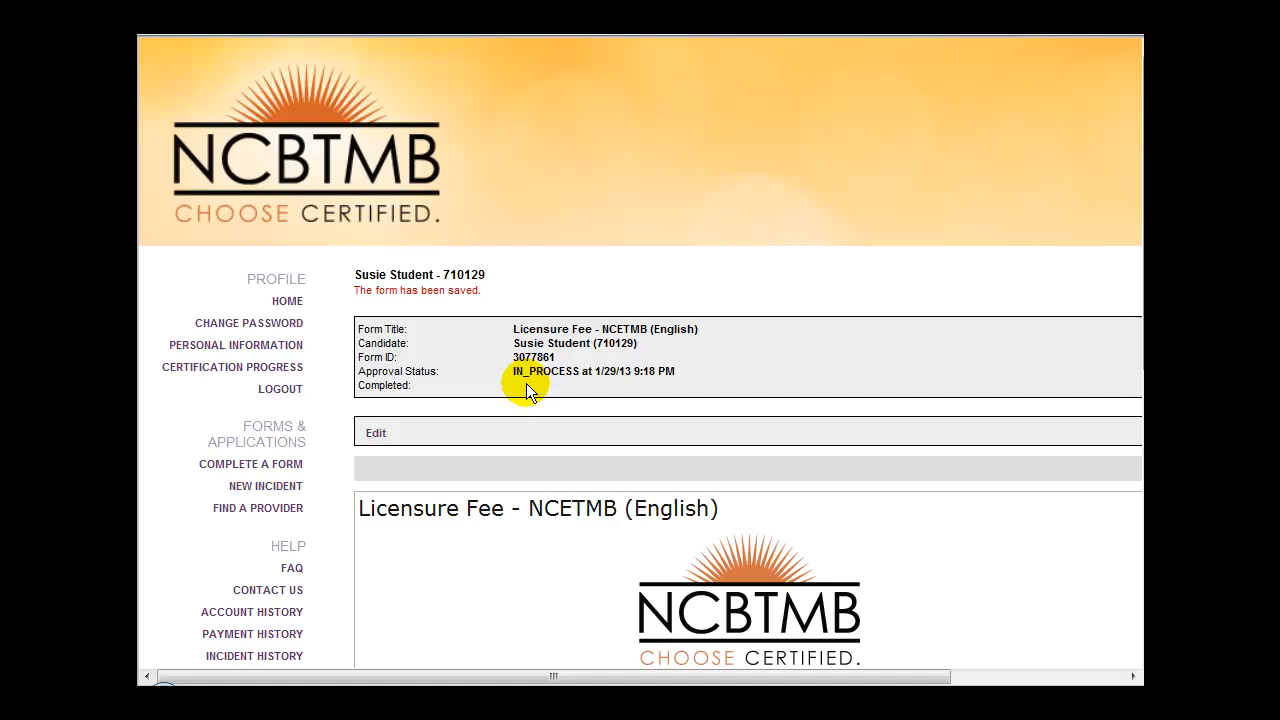 NCBTMB
CHOOSE CERTIFIED.
PROFILE
HOME
CHANGE PASSWORD
PERSONAL INFORMATION
CERTIFICATION PROGRESS
LOGOUT
FORMS &
APPLICATIONS
COMPLETE A FORM
NEW INCIDENT
FIND A PROVIDER
HELP
FAQ
CONTACT US
ACCOUNT HISTORY
PAYMENT HISTORY
INCIDENT HISTORY
Susie Student - 710129
The form has been saved.
Form Title: Licensure Fee - NCETMB (English)
Candidate: Susie Student (710129)
Form ID: 3077861
Approval Status: IN_PROCESS at 1/29/13 9:18 PM
Completed:
Edit
Licensure Fee - NCETMB (English)
NCBTMB
CHOOSE CERTIFIED.